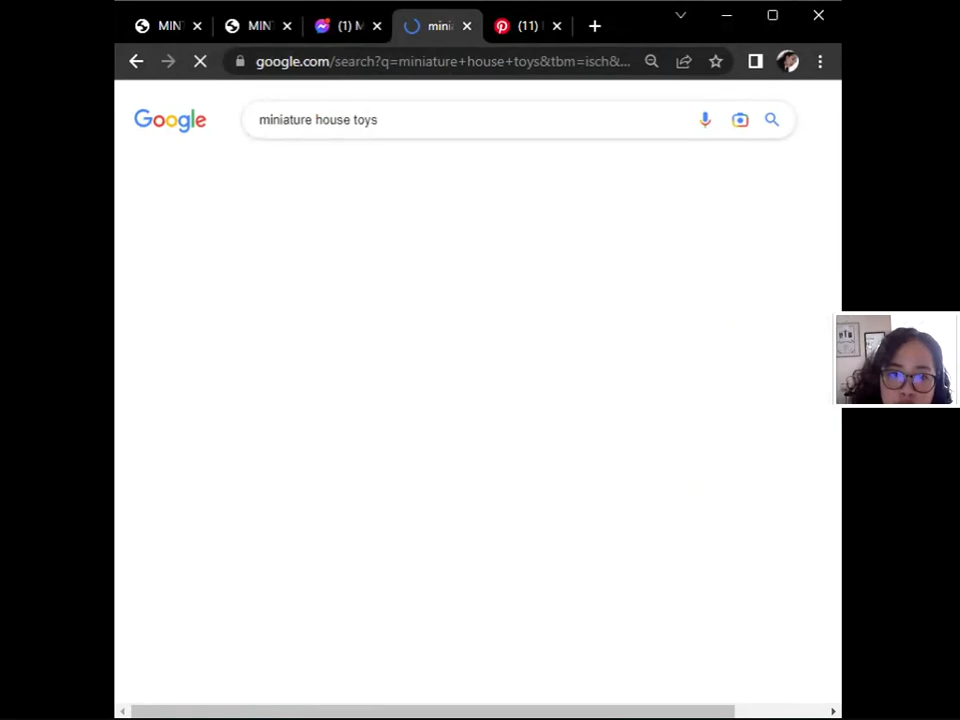 MIN
MIN
(1) M
mini
(11)
google.com/search?q=miniature+house+toys&tbm=isch&...
Google
miniature house toys